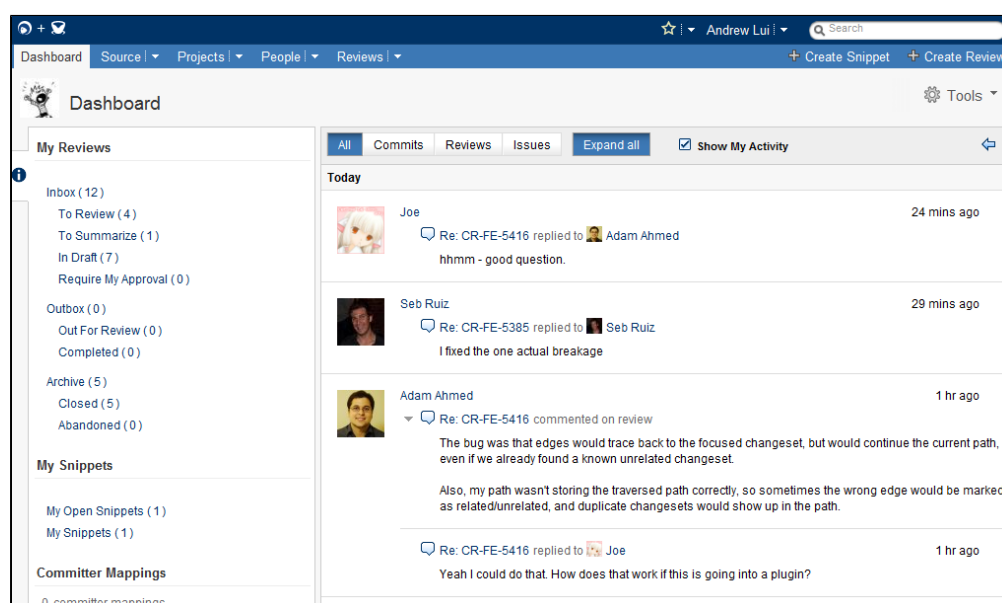 +
Andrew Lui
Search
Dashboard Source Projects People Reviews + Create Snippet + Create Review
Dashboard
Tools
My Reviews
Inbox (12)
To Review (4)
To Summarize (1)
In Draft (7)
Require My Approval (0)
Outbox (0)
Out For Review (0)
Completed (0)
Archive (5)
Closed (5)
Abandoned (0)
My Snippets
My Open Snippets (1)
My Snippets (1)
Committer Mappings
0 committer mappings
All Commits Reviews Issues Expand all Show My Activity
Today
Joe 24 mins ago
Re: CR-FE-5416 replied to Adam Ahmed
hhmm - good question.
Seb Ruiz 29 mins ago
Re: CR-FE-5385 replied to Seb Ruiz
I fixed the one actual breakage
Adam Ahmed 1 hr ago
Re: CR-FE-5416 commented on review
The bug was that edges would trace back to the focused changeset, but would continue the current path,
even if we already found a known unrelated changeset.
Also, my path wasn't storing the traversed path correctly, so sometimes the wrong edge would be marked
as related/unrelated, and duplicate changesets would show up in the path.
Re: CR-FE-5416 replied to Joe 1 hr ago
Yeah I could do that. How does that work if this is going into a plugin?